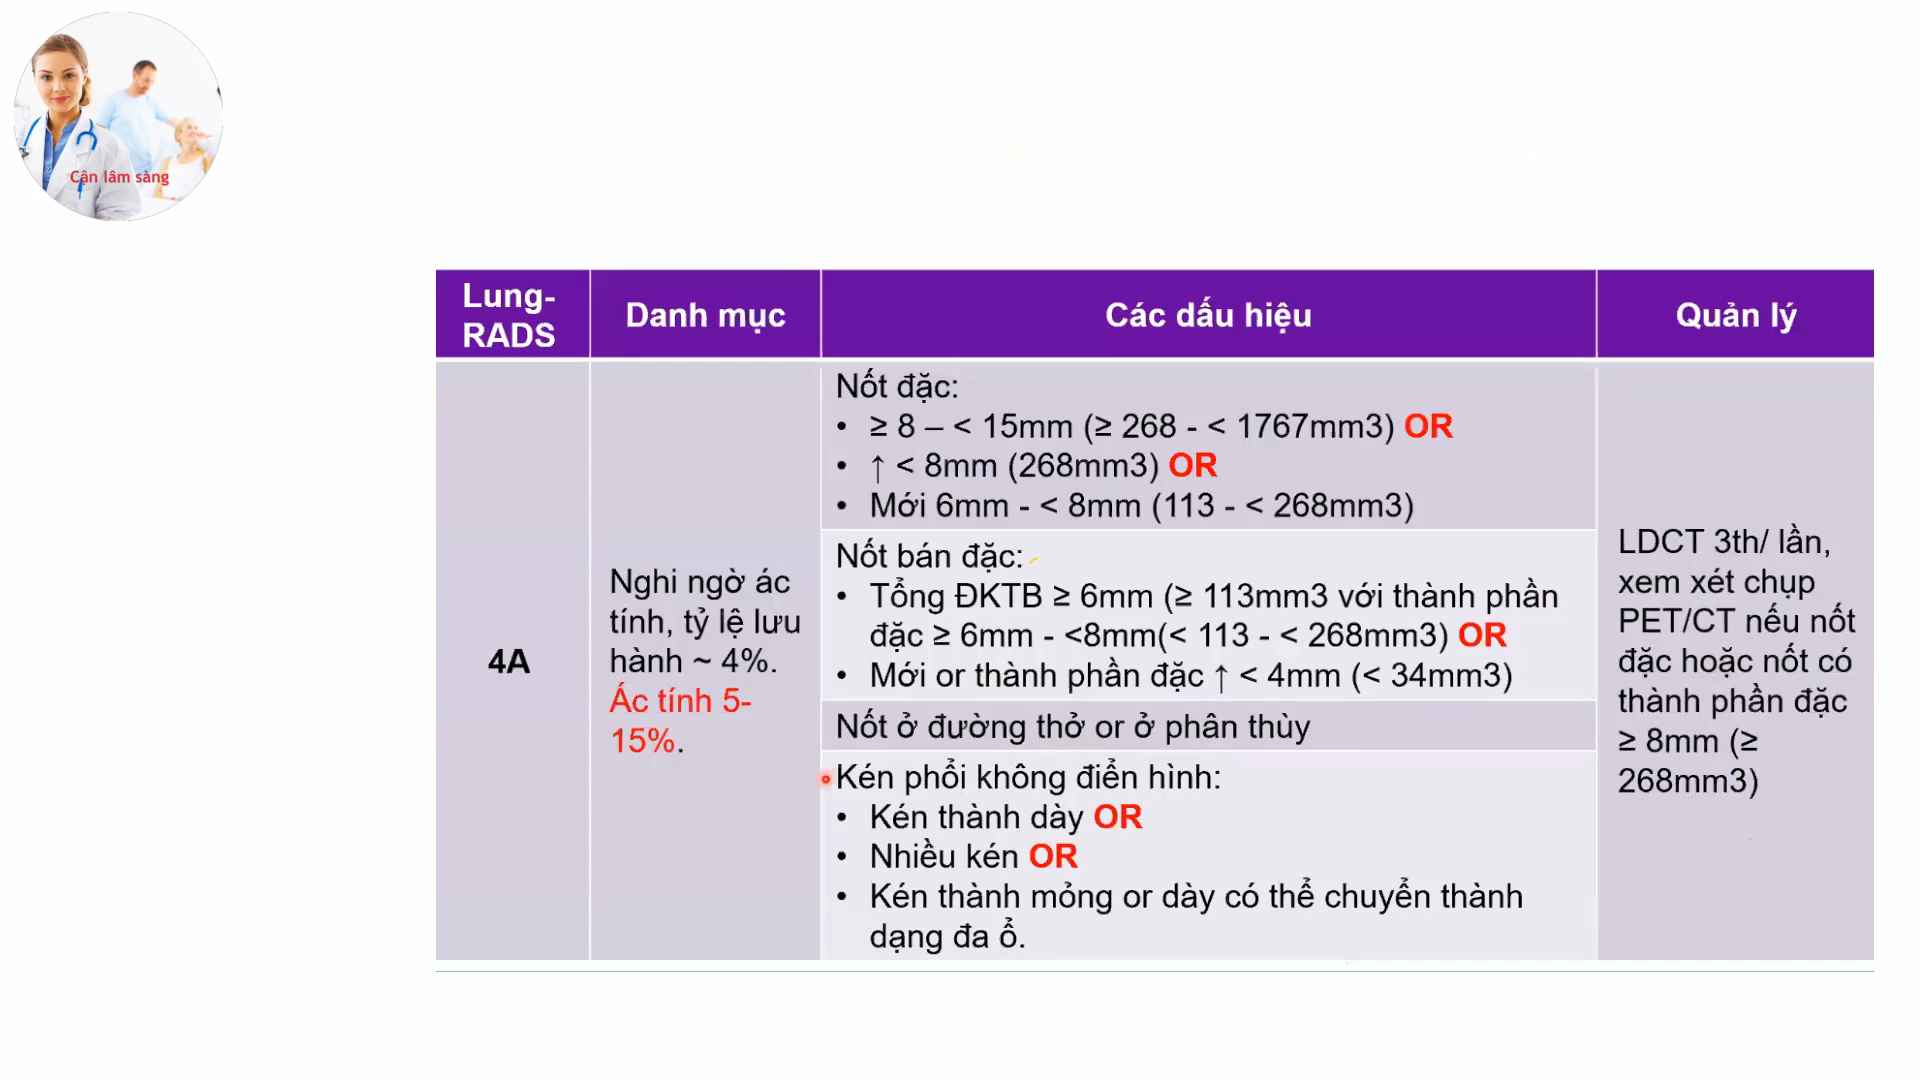 Cận lâm sàng
Lung-
RADS
Danh mục
Các dấu hiệu
Quản lý
4A
Nghi ngờ ác
tính, tỷ lệ lưu
hành ~ 4%.
Ác tính 5-
15%.
Nốt đặc:
• ≥ 8 – < 15mm (≥ 268 - < 1767mm3) OR
• ↑ < 8mm (268mm3) OR
• Mới 6mm - < 8mm (113 - < 268mm3)
Nốt bán đặc:
• Tổng ĐKTB ≥ 6mm (≥ 113mm3 với thành phần
đặc ≥ 6mm - <8mm(< 113 - < 268mm3) OR
• Mới or thành phần đặc ↑ < 4mm (< 34mm3)
Nốt ở đường thở or ở phân thùy
Kén phổi không điển hình:
• Kén thành dày OR
• Nhiều kén OR
• Kén thành mỏng or dày có thể chuyển thành
dạng đa ổ.
LDCT 3th/ lần,
xem xét chụp
PET/CT nếu nốt
đặc hoặc nốt có
thành phần đặc
≥ 8mm (≥
268mm3)